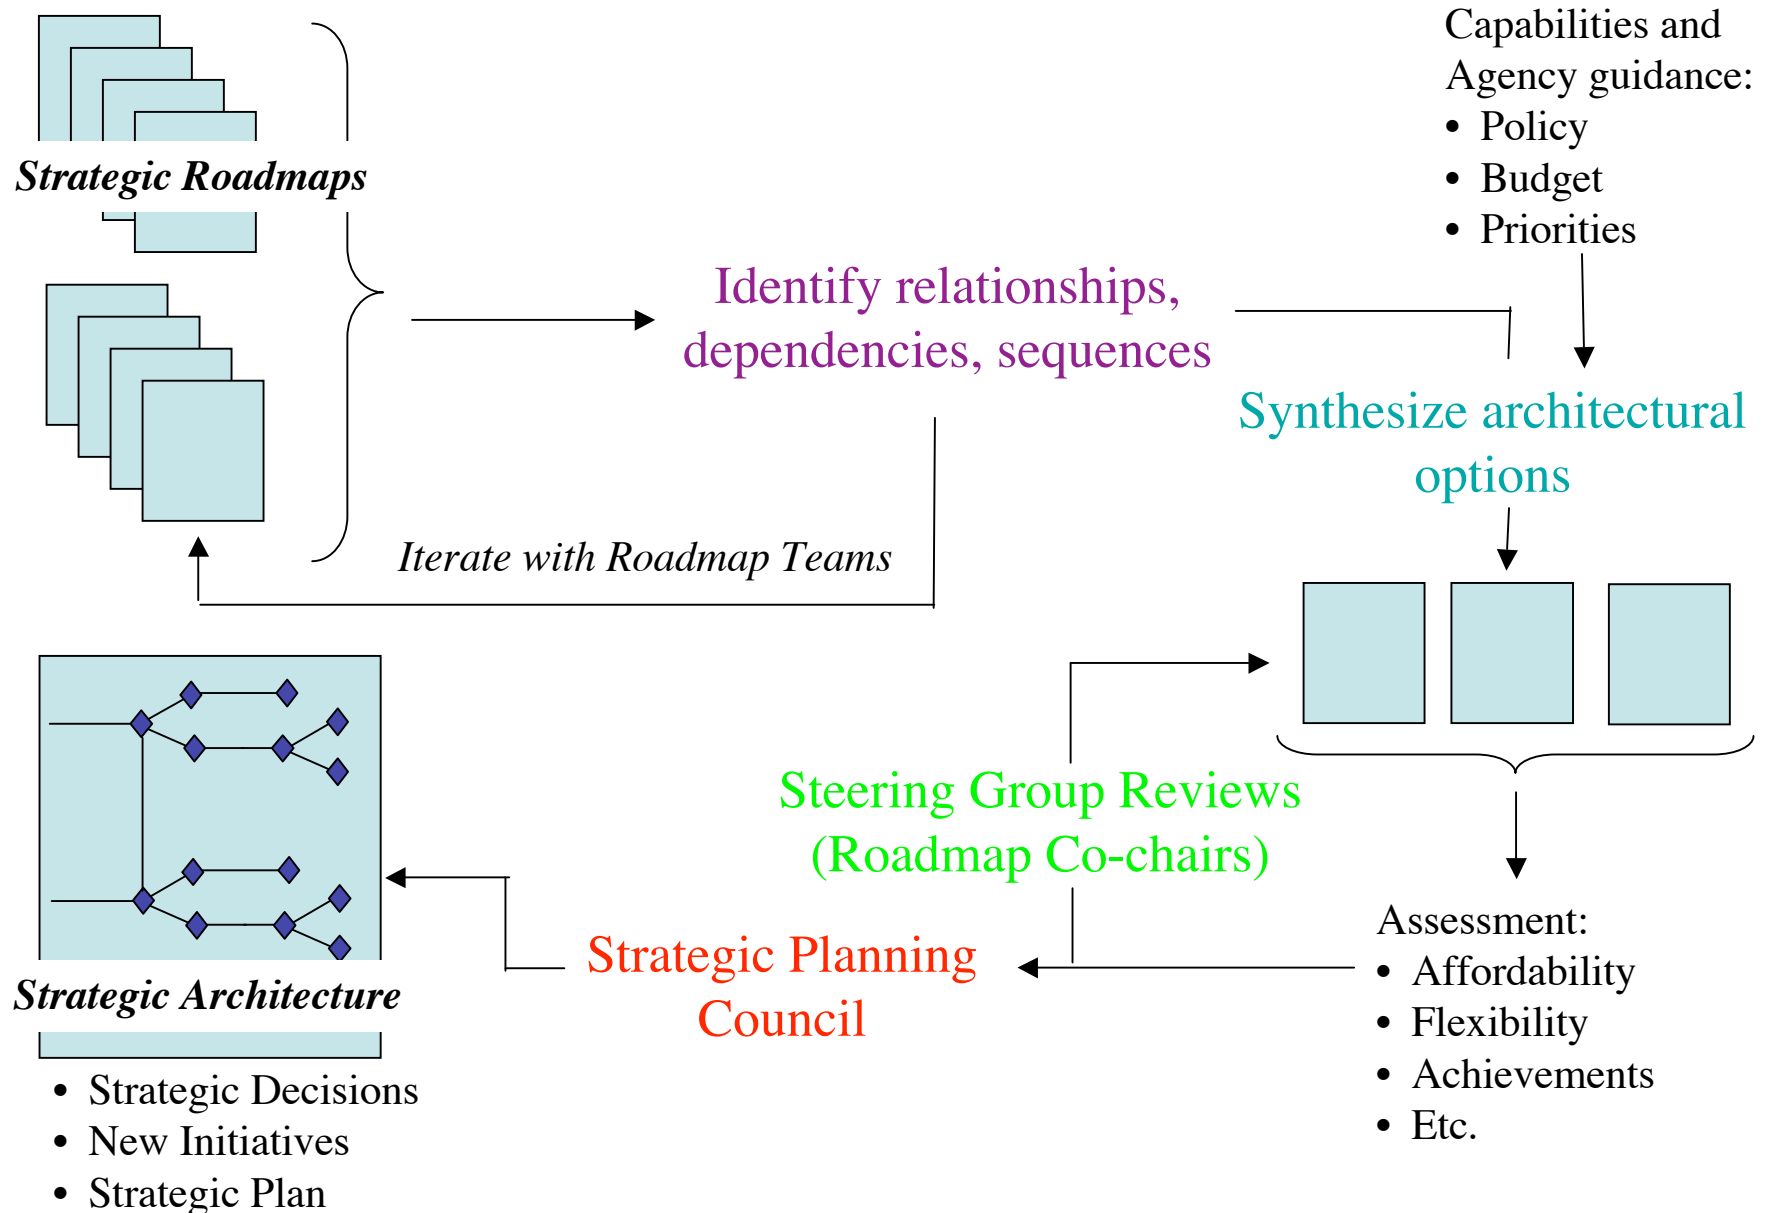 Capabilities and
Agency guidance:
• Policy
• Budget
• Priorities
Strategic Roadmaps
Identify relationships,
dependencies, sequences
Synthesize architectural
options
Iterate with Roadmap Teams
Steering Group Reviews
(Roadmap Co-chairs)
Strategic Planning
Council
Assessment:
• Affordability
• Flexibility
• Achievements
• Etc.
Strategic Architecture
• Strategic Decisions
• New Initiatives
• Strategic Plan